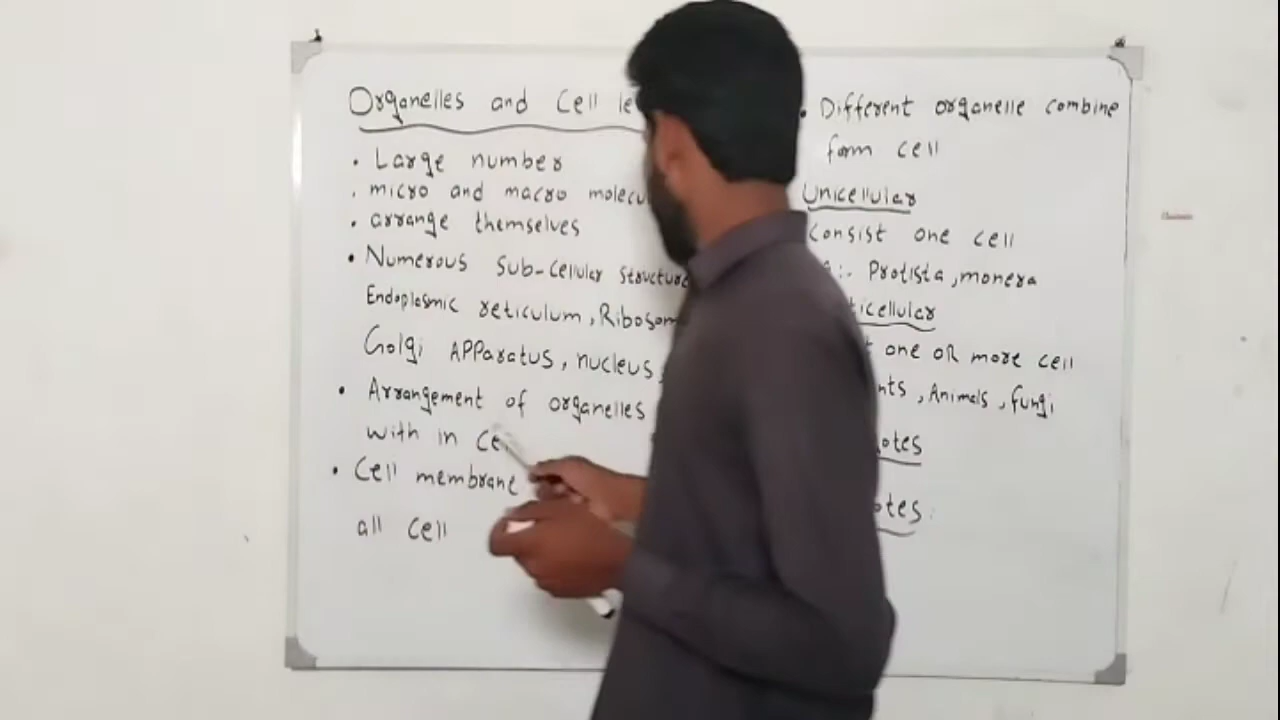 Organelles and Cell le
• Large number
• micro and macro molecu
• arrange themselves
• Numerous Sub-Cellular Structure
Endoplasmic reticulum, Ribosom
Golgi APParatus, nucleus,
• Arrangement of organelles
with in Ce
• Cell membrane
all Cell
• Different organelle combine
form cell
Unicellular
Consist one cell
:- Protista, monera
ticellular
t one OR more cell
nts, Animals, fungi
otes
otes